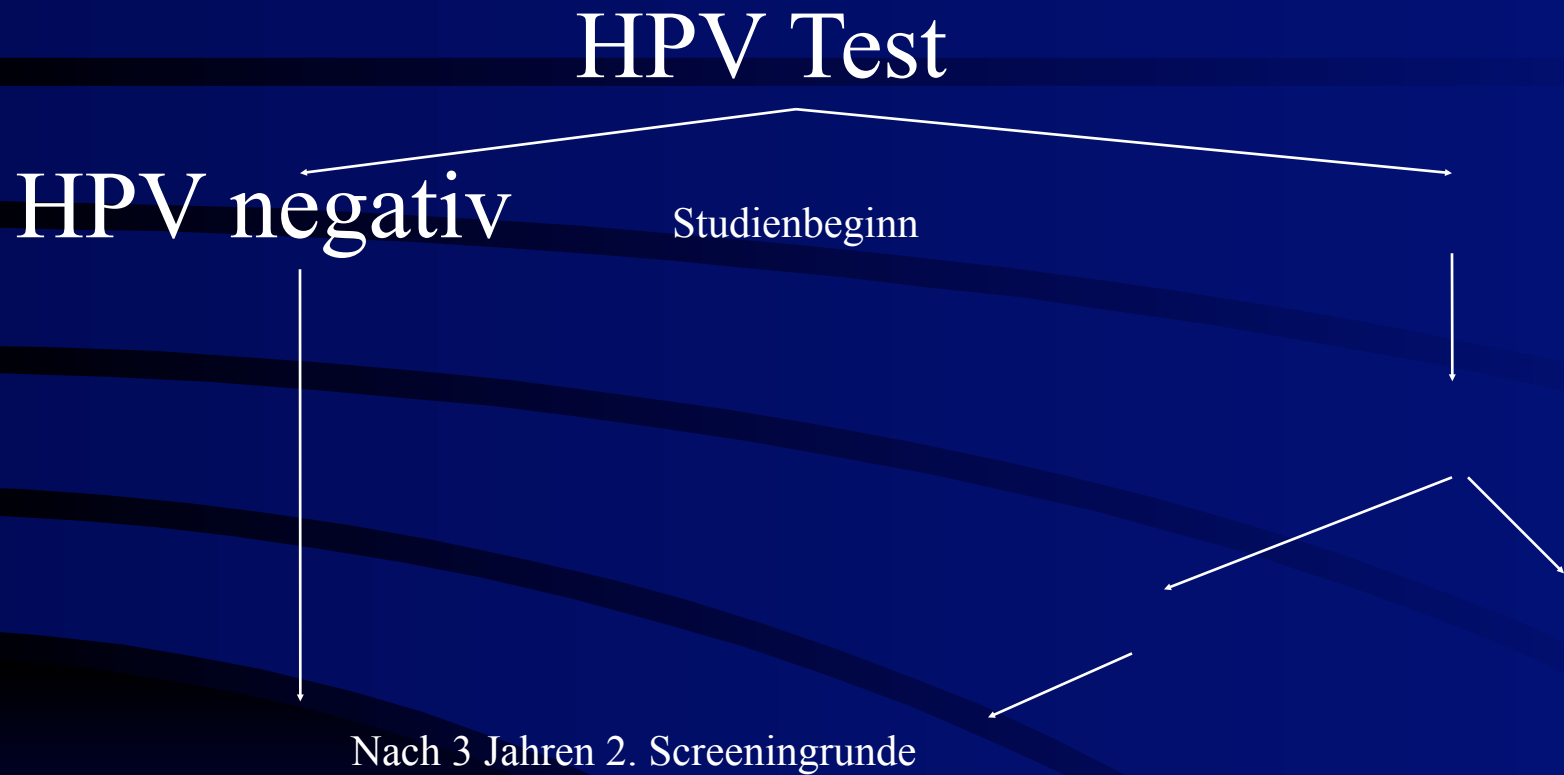 HPV Test
HPV negativ
Studienbeginn
Nach 3 Jahren 2. Screeningrunde